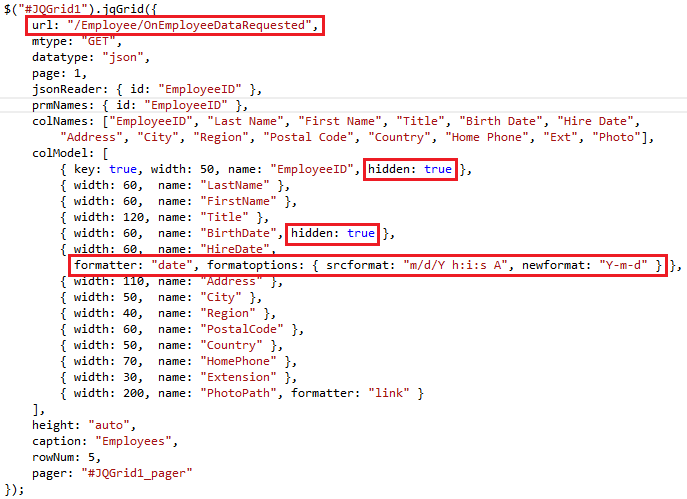 $("#JQGrid1").jqGrid({
    url: "/Employee/OnEmployeeDataRequested",
    mtype: "GET",
    datatype: "json",
    page: 1,
    jsonReader: { id: "EmployeeID" },
    prmNames: { id: "EmployeeID" },
    colNames: ["EmployeeID", "Last Name", "First Name", "Title", "Birth Date", "Hire Date",
        "Address", "City", "Region", "Postal Code", "Country", "Home Phone", "Ext", "Photo"],
    colModel: [
        { key: true, width: 50, name: "EmployeeID", hidden: true },
        { width: 60,  name: "LastName" },
        { width: 60,  name: "FirstName" },
        { width: 120, name: "Title" },
        { width: 60,  name: "BirthDate", hidden: true },
        { width: 60,  name: "HireDate",
          formatter: "date", formatoptions: { srcformat: "m/d/Y h:i:s A", newformat: "Y-m-d" } },
        { width: 110, name: "Address" },
        { width: 50,  name: "City" },
        { width: 40,  name: "Region" },
        { width: 60,  name: "PostalCode" },
        { width: 50,  name: "Country" },
        { width: 70,  name: "HomePhone" },
        { width: 30,  name: "Extension" },
        { width: 200, name: "PhotoPath", formatter: "link" }
    ],
    height: "auto",
    caption: "Employees",
    rowNum: 5,
    pager: "#JQGrid1_pager"
});